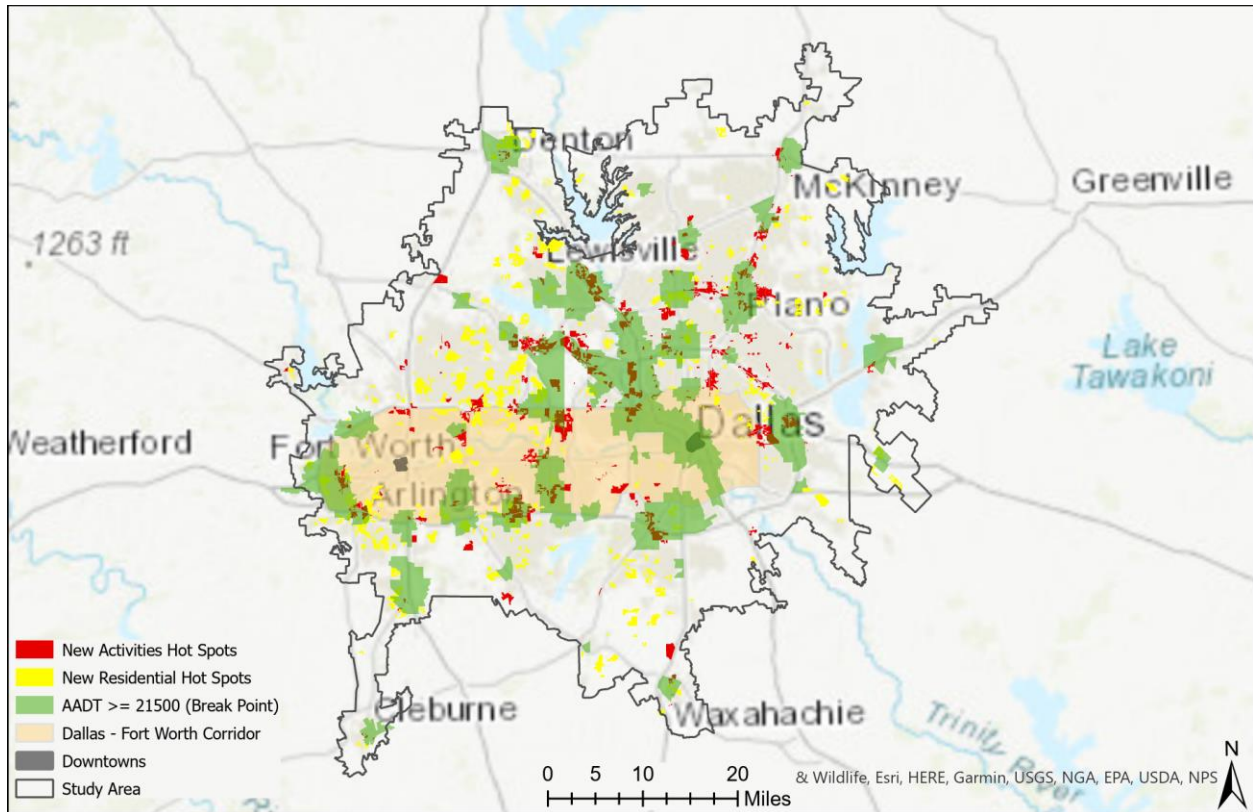 Denton
McKinney
Greenville
1263 ft
Lewisville
Plano
Lake
Tawakoni
Dallas
Weatherford
Fort Worth
Arlington
New Activities Hot Spots
New Residential Hot Spots
AADT >= 21500 (Break Point)
Dallas - Fort Worth Corridor
Downtowns
Study Area
Cleburne
Waxahachie
Trinity River
N
0 5 10 20
Miles
& Wildlife, Esri, HERE, Garmin, USGS, NGA, EPA, USDA, NPS